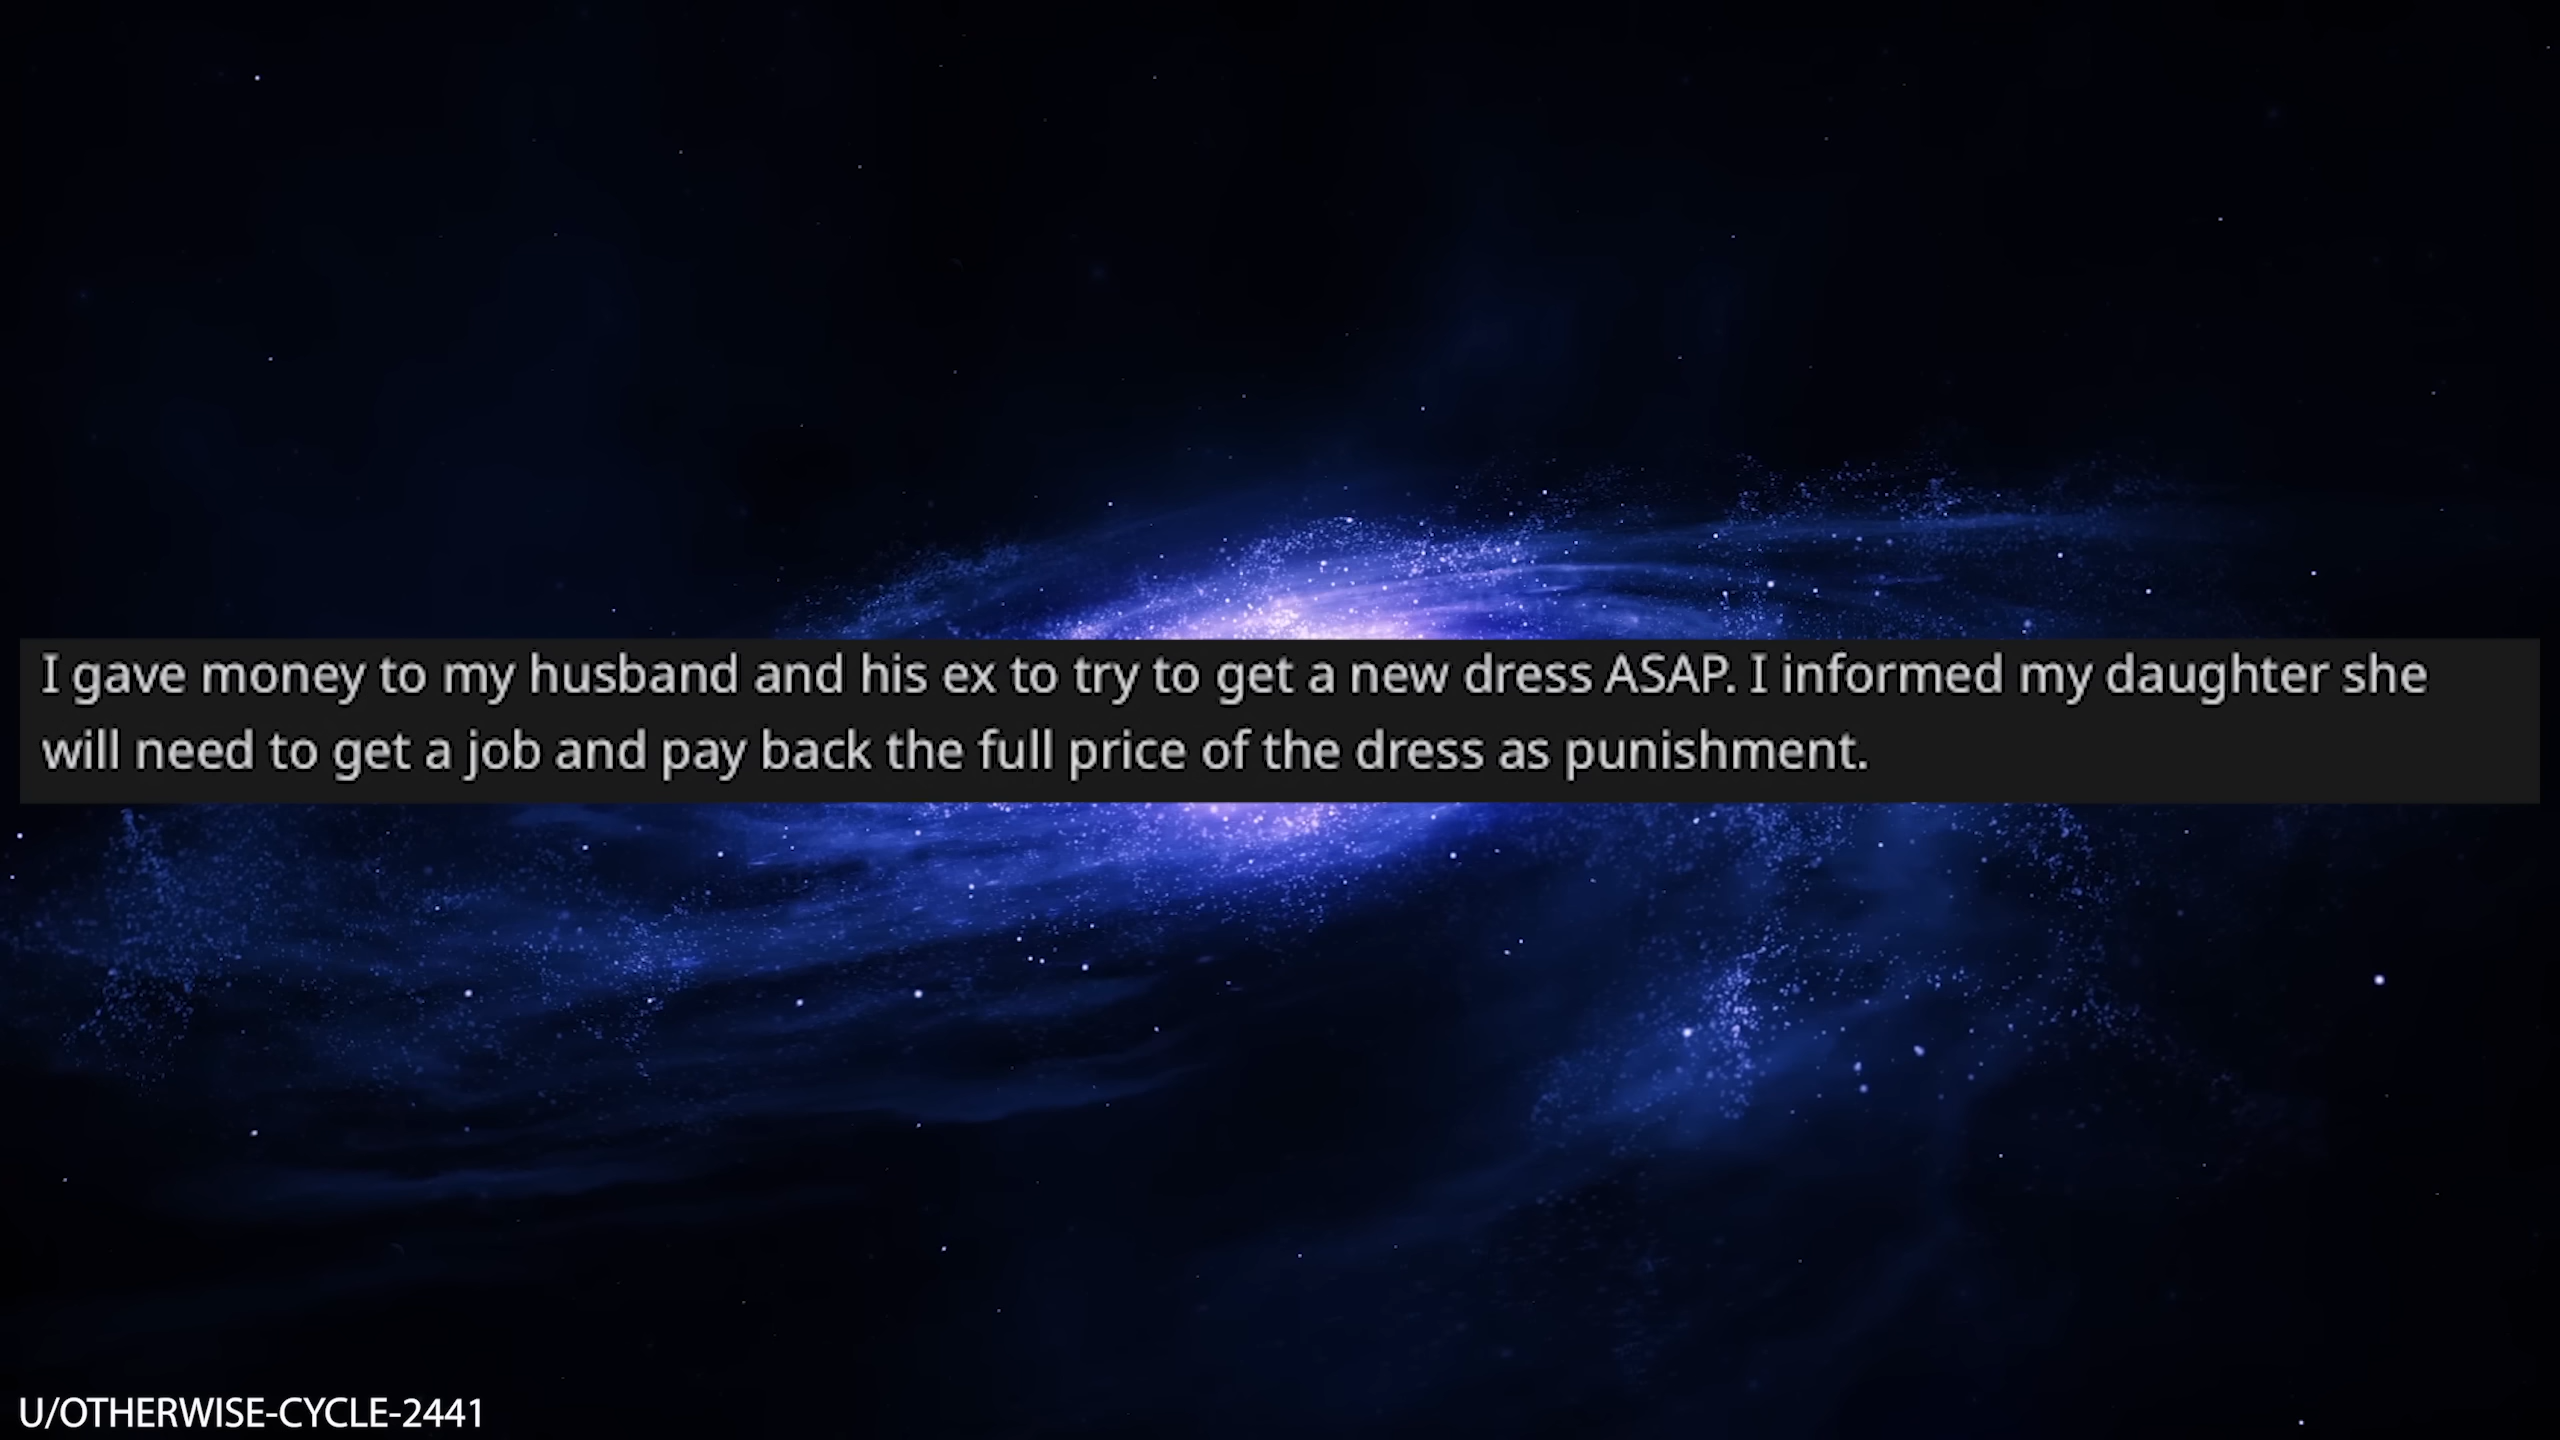 I gave money to my husband and his ex to try to get a new dress ASAP. I informed my daughter she
will need to get a job and pay back the full price of the dress as punishment.
U/OTHERWISE-CYCLE-2441